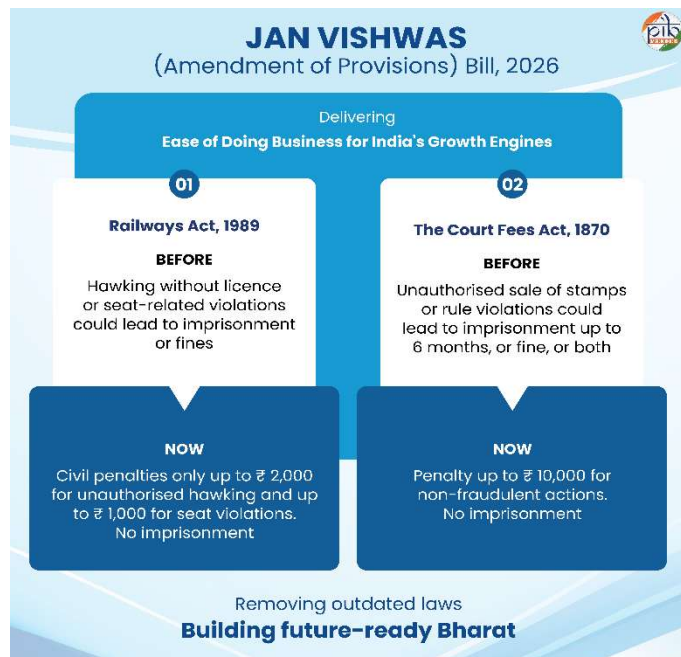 JAN VISHWAS
(Amendment of Provisions) Bill, 2026
pib
Delivering
Ease of Doing Business for India's Growth Engines
01
Railways Act, 1989
BEFORE
Hawking without licence
or seat-related violations
could lead to imprisonment
or fines
NOW
Civil penalties only up to ₹ 2,000
for unauthorised hawking and up
to ₹ 1,000 for seat violations.
No imprisonment
02
The Court Fees Act, 1870
BEFORE
Unauthorised sale of stamps
or rule violations could
lead to imprisonment up to
6 months, or fine, or both
NOW
Penalty up to ₹ 10,000 for
non-fraudulent actions.
No imprisonment
Removing outdated laws
Building future-ready Bharat